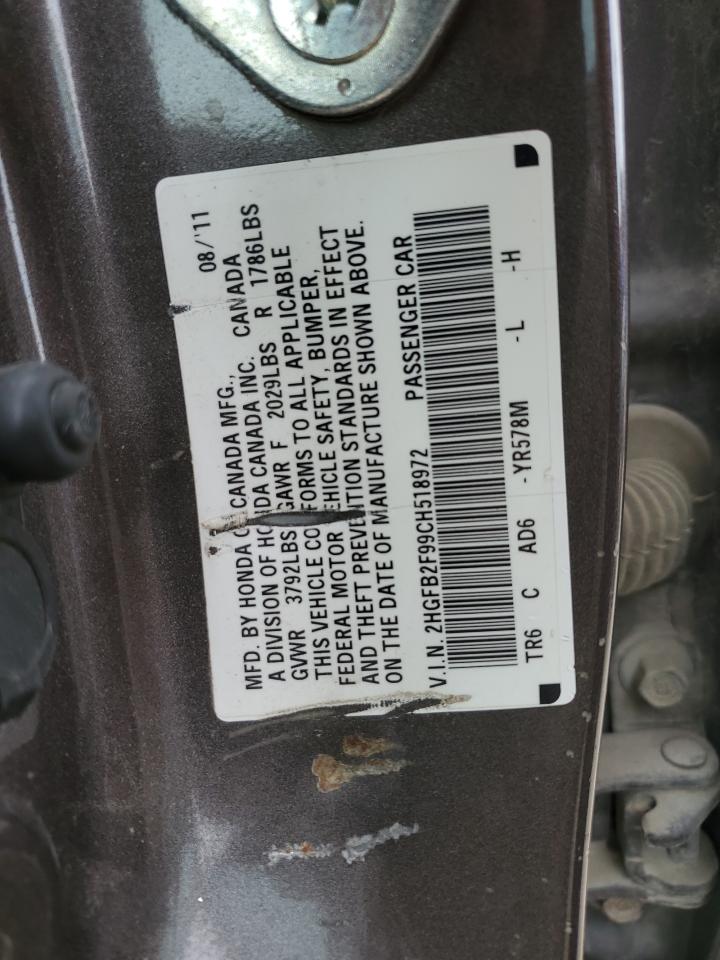 MFD. BY HONDA CANADA MFG., 08/'11
A DIVISION OF HONDA CANADA INC. CANADA
GVWR 3792LBS GAWR F 2029LBS R 1786LBS
THIS VEHICLE CONFORMS TO ALL APPLICABLE
FEDERAL MOTOR VEHICLE SAFETY, BUMPER,
AND THEFT PREVENTION STANDARDS IN EFFECT
ON THE DATE OF MANUFACTURE SHOWN ABOVE.
V.I.N. 2HGFB2F99CH518972 PASSENGER CAR
TR6 C AD6 -YR578M -L -H